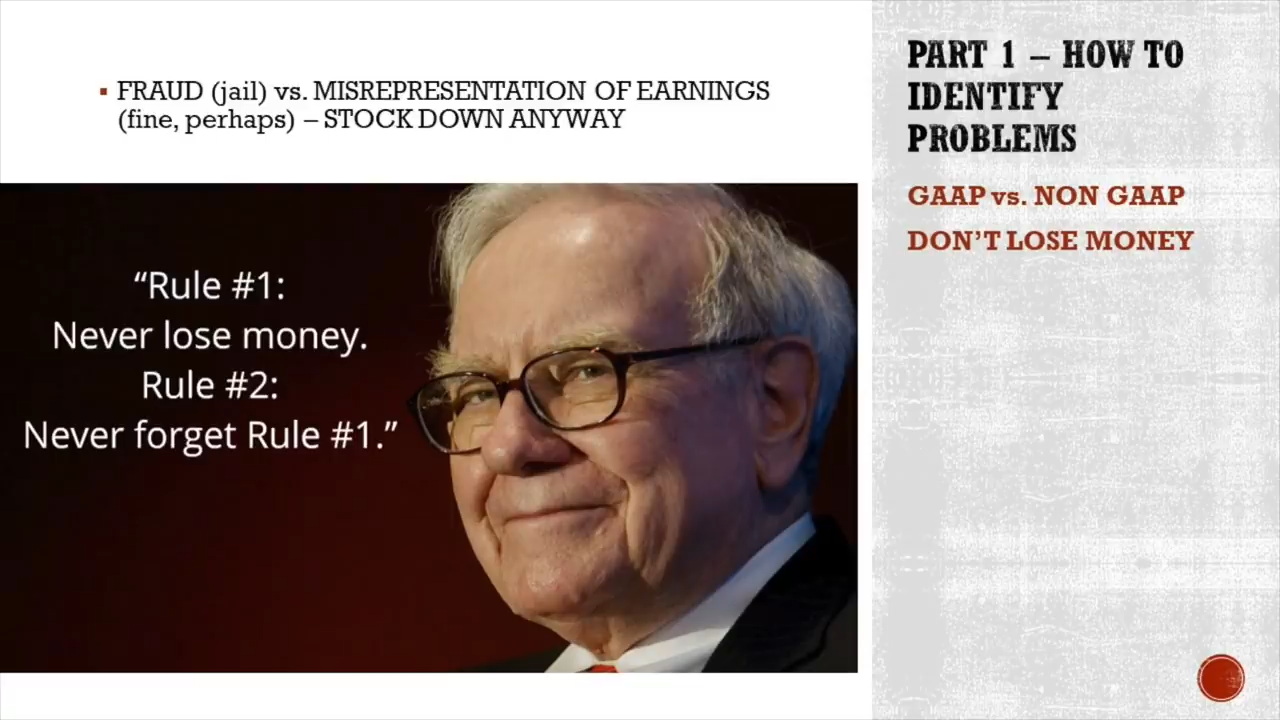 ▪ FRAUD (jail) vs. MISREPRESENTATION OF EARNINGS
(fine, perhaps) – STOCK DOWN ANYWAY
“Rule #1:
Never lose money.
Rule #2:
Never forget Rule #1.”
PART 1 – HOW TO
IDENTIFY
PROBLEMS
GAAP vs. NON GAAP
DON’T LOSE MONEY